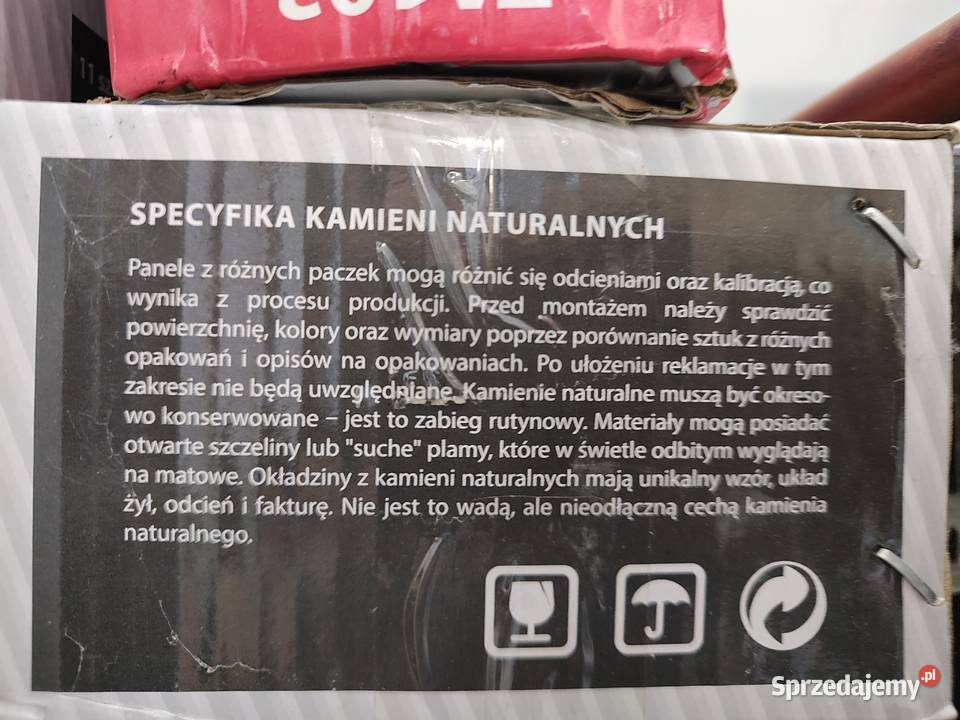 SPECYFIKA KAMIENI NATURALNYCH
Panele z różnych paczek mogą różnić się odcieniami oraz kalibracją, co
wynika z procesu produkcji. Przed montażem należy sprawdzić
powierzchnię, kolory oraz wymiary poprzez porównanie sztuk z różnych
opakowań i opisów na opakowaniach. Po ułożeniu reklamacje w tym
zakresie nie będą uwzględniane. Kamienie naturalne muszą być okreso-
wo konserwowane – jest to zabieg rutynowy. Materiały mogą posiadać
otwarte szczeliny lub "suche" plamy, które w świetle odbitym wyglądają
na matowe. Okładziny z kamieni naturalnych mają unikalny wzór, układ
żył, odcień i fakturę. Nie jest to wadą, ale nieodłączną cechą kamienia
naturalnego.
Sprzedajemy.pl